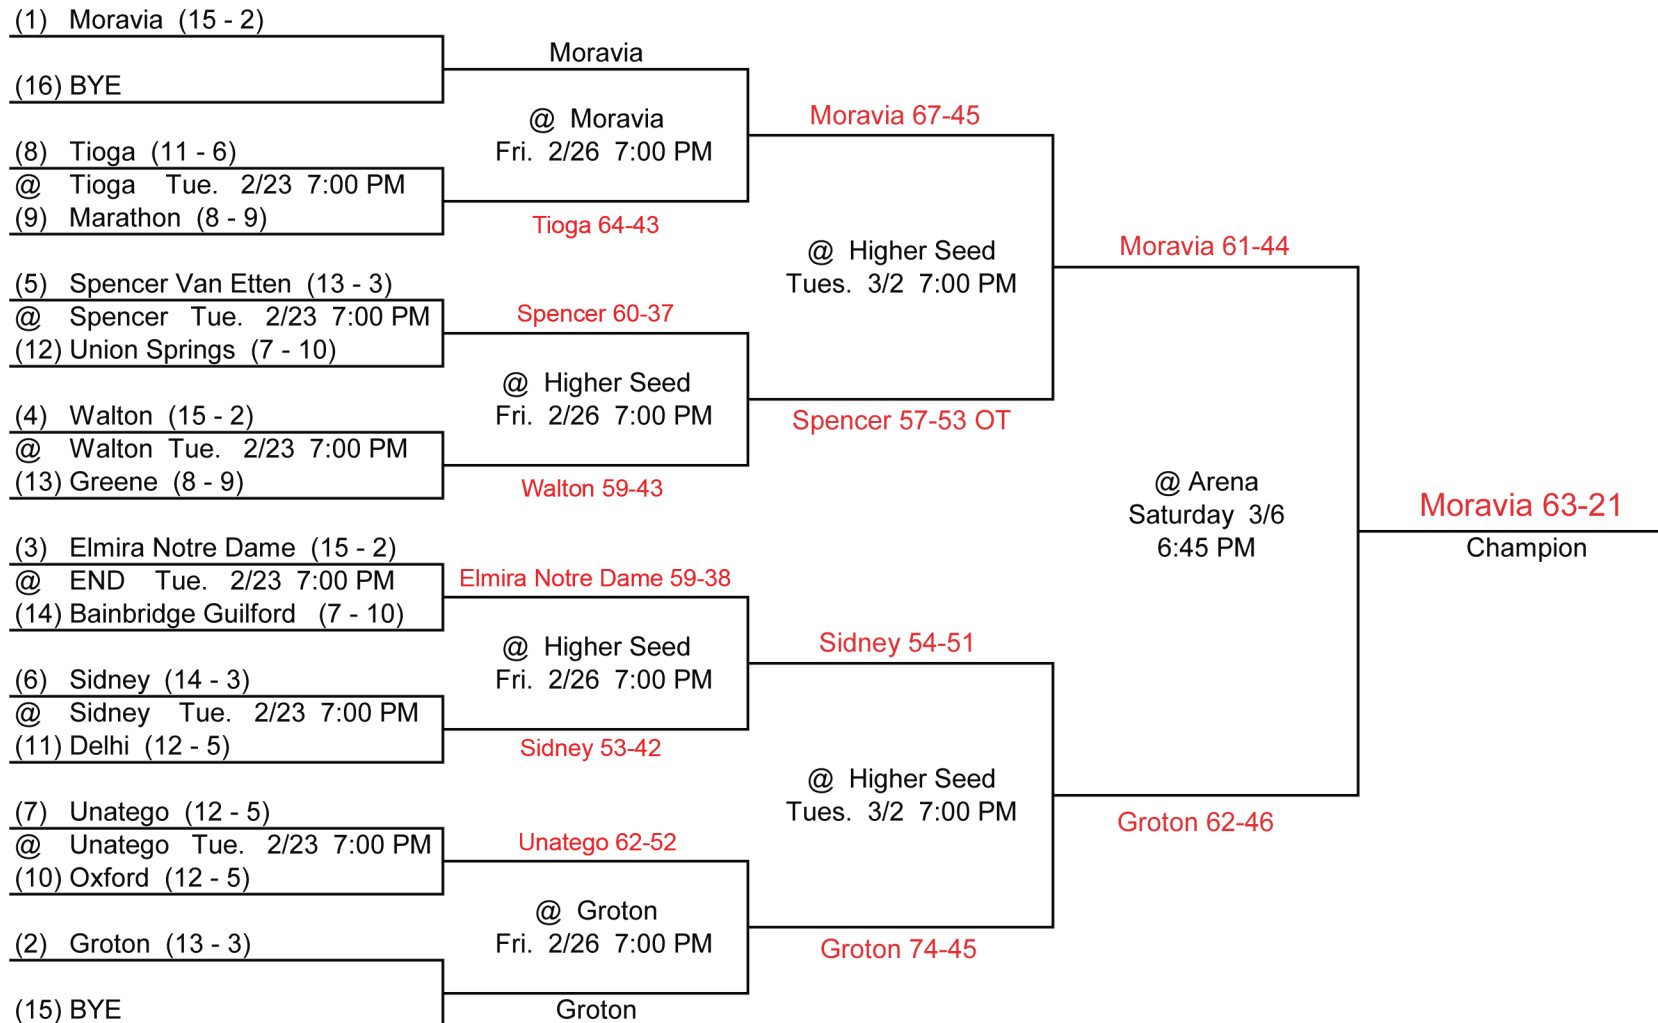 (1) Moravia (15 - 2)
(16) BYE
(8) Tioga (11 - 6)
@ Tioga Tue. 2/23 7:00 PM
(9) Marathon (8 - 9)
(5) Spencer Van Etten (13 - 3)
@ Spencer Tue. 2/23 7:00 PM
(12) Union Springs (7 - 10)
(4) Walton (15 - 2)
@ Walton Tue. 2/23 7:00 PM
(13) Greene (8 - 9)
(3) Elmira Notre Dame (15 - 2)
@ END Tue. 2/23 7:00 PM
(14) Bainbridge Guilford (7 - 10)
(6) Sidney (14 - 3)
@ Sidney Tue. 2/23 7:00 PM
(11) Delhi (12 - 5)
(7) Unatego (12 - 5)
@ Unatego Tue. 2/23 7:00 PM
(10) Oxford (12 - 5)
(2) Groton (13 - 3)
(15) BYE
Moravia
@ Moravia
Fri. 2/26 7:00 PM
Tioga 64-43
Spencer 60-37
@ Higher Seed
Fri. 2/26 7:00 PM
Walton 59-43
Elmira Notre Dame 59-38
@ Higher Seed
Fri. 2/26 7:00 PM
Sidney 53-42
Unatego 62-52
@ Groton
Fri. 2/26 7:00 PM
Groton
Moravia 67-45
@ Higher Seed
Tues. 3/2 7:00 PM
Spencer 57-53 OT
Sidney 54-51
@ Higher Seed
Tues. 3/2 7:00 PM
Groton 74-45
Moravia 61-44
@ Arena
Saturday 3/6
6:45 PM
Groton 62-46
Moravia 63-21
Champion